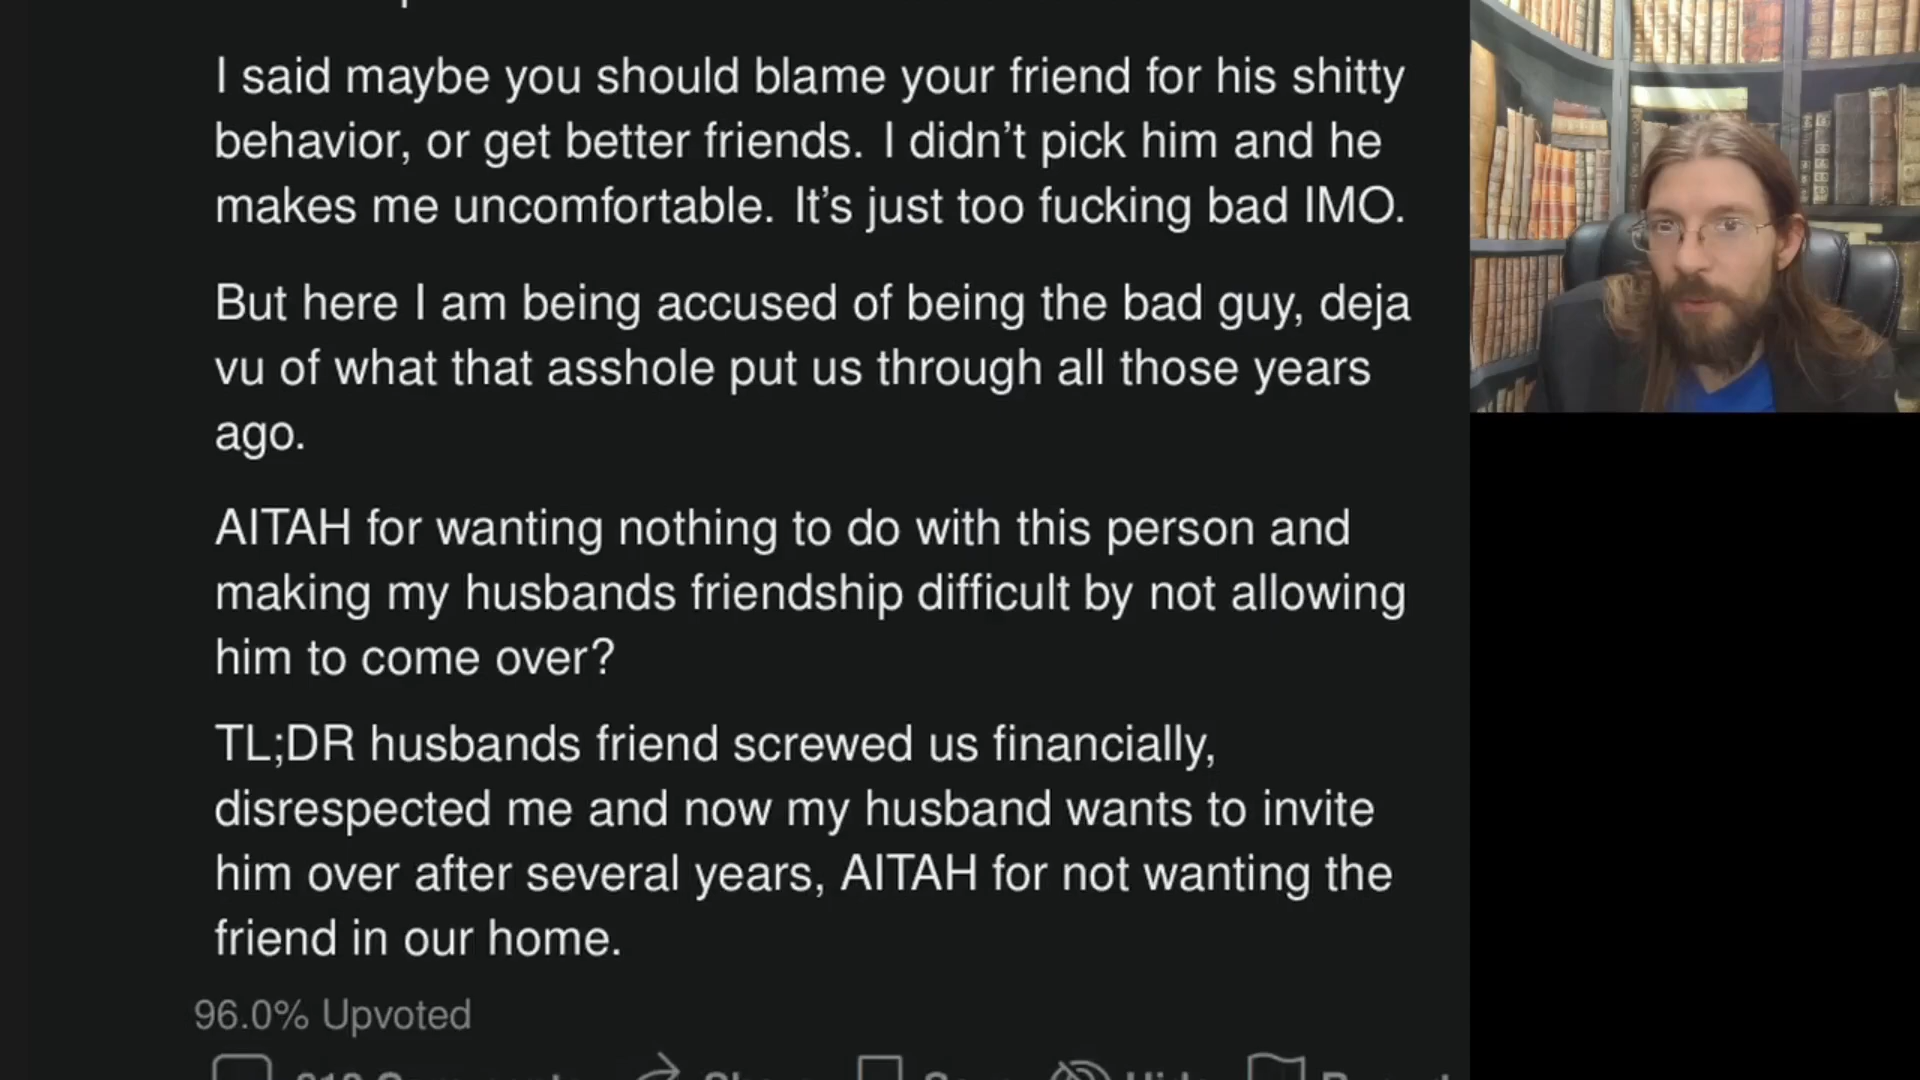 I said maybe you should blame your friend for his shitty
behavior, or get better friends. I didn’t pick him and he
makes me uncomfortable. It’s just too fucking bad IMO.
But here I am being accused of being the bad guy, deja
vu of what that asshole put us through all those years
ago.
AITAH for wanting nothing to do with this person and
making my husbands friendship difficult by not allowing
him to come over?
TL;DR husbands friend screwed us financially,
disrespected me and now my husband wants to invite
him over after several years, AITAH for not wanting the
friend in our home.
96.0% Upvoted